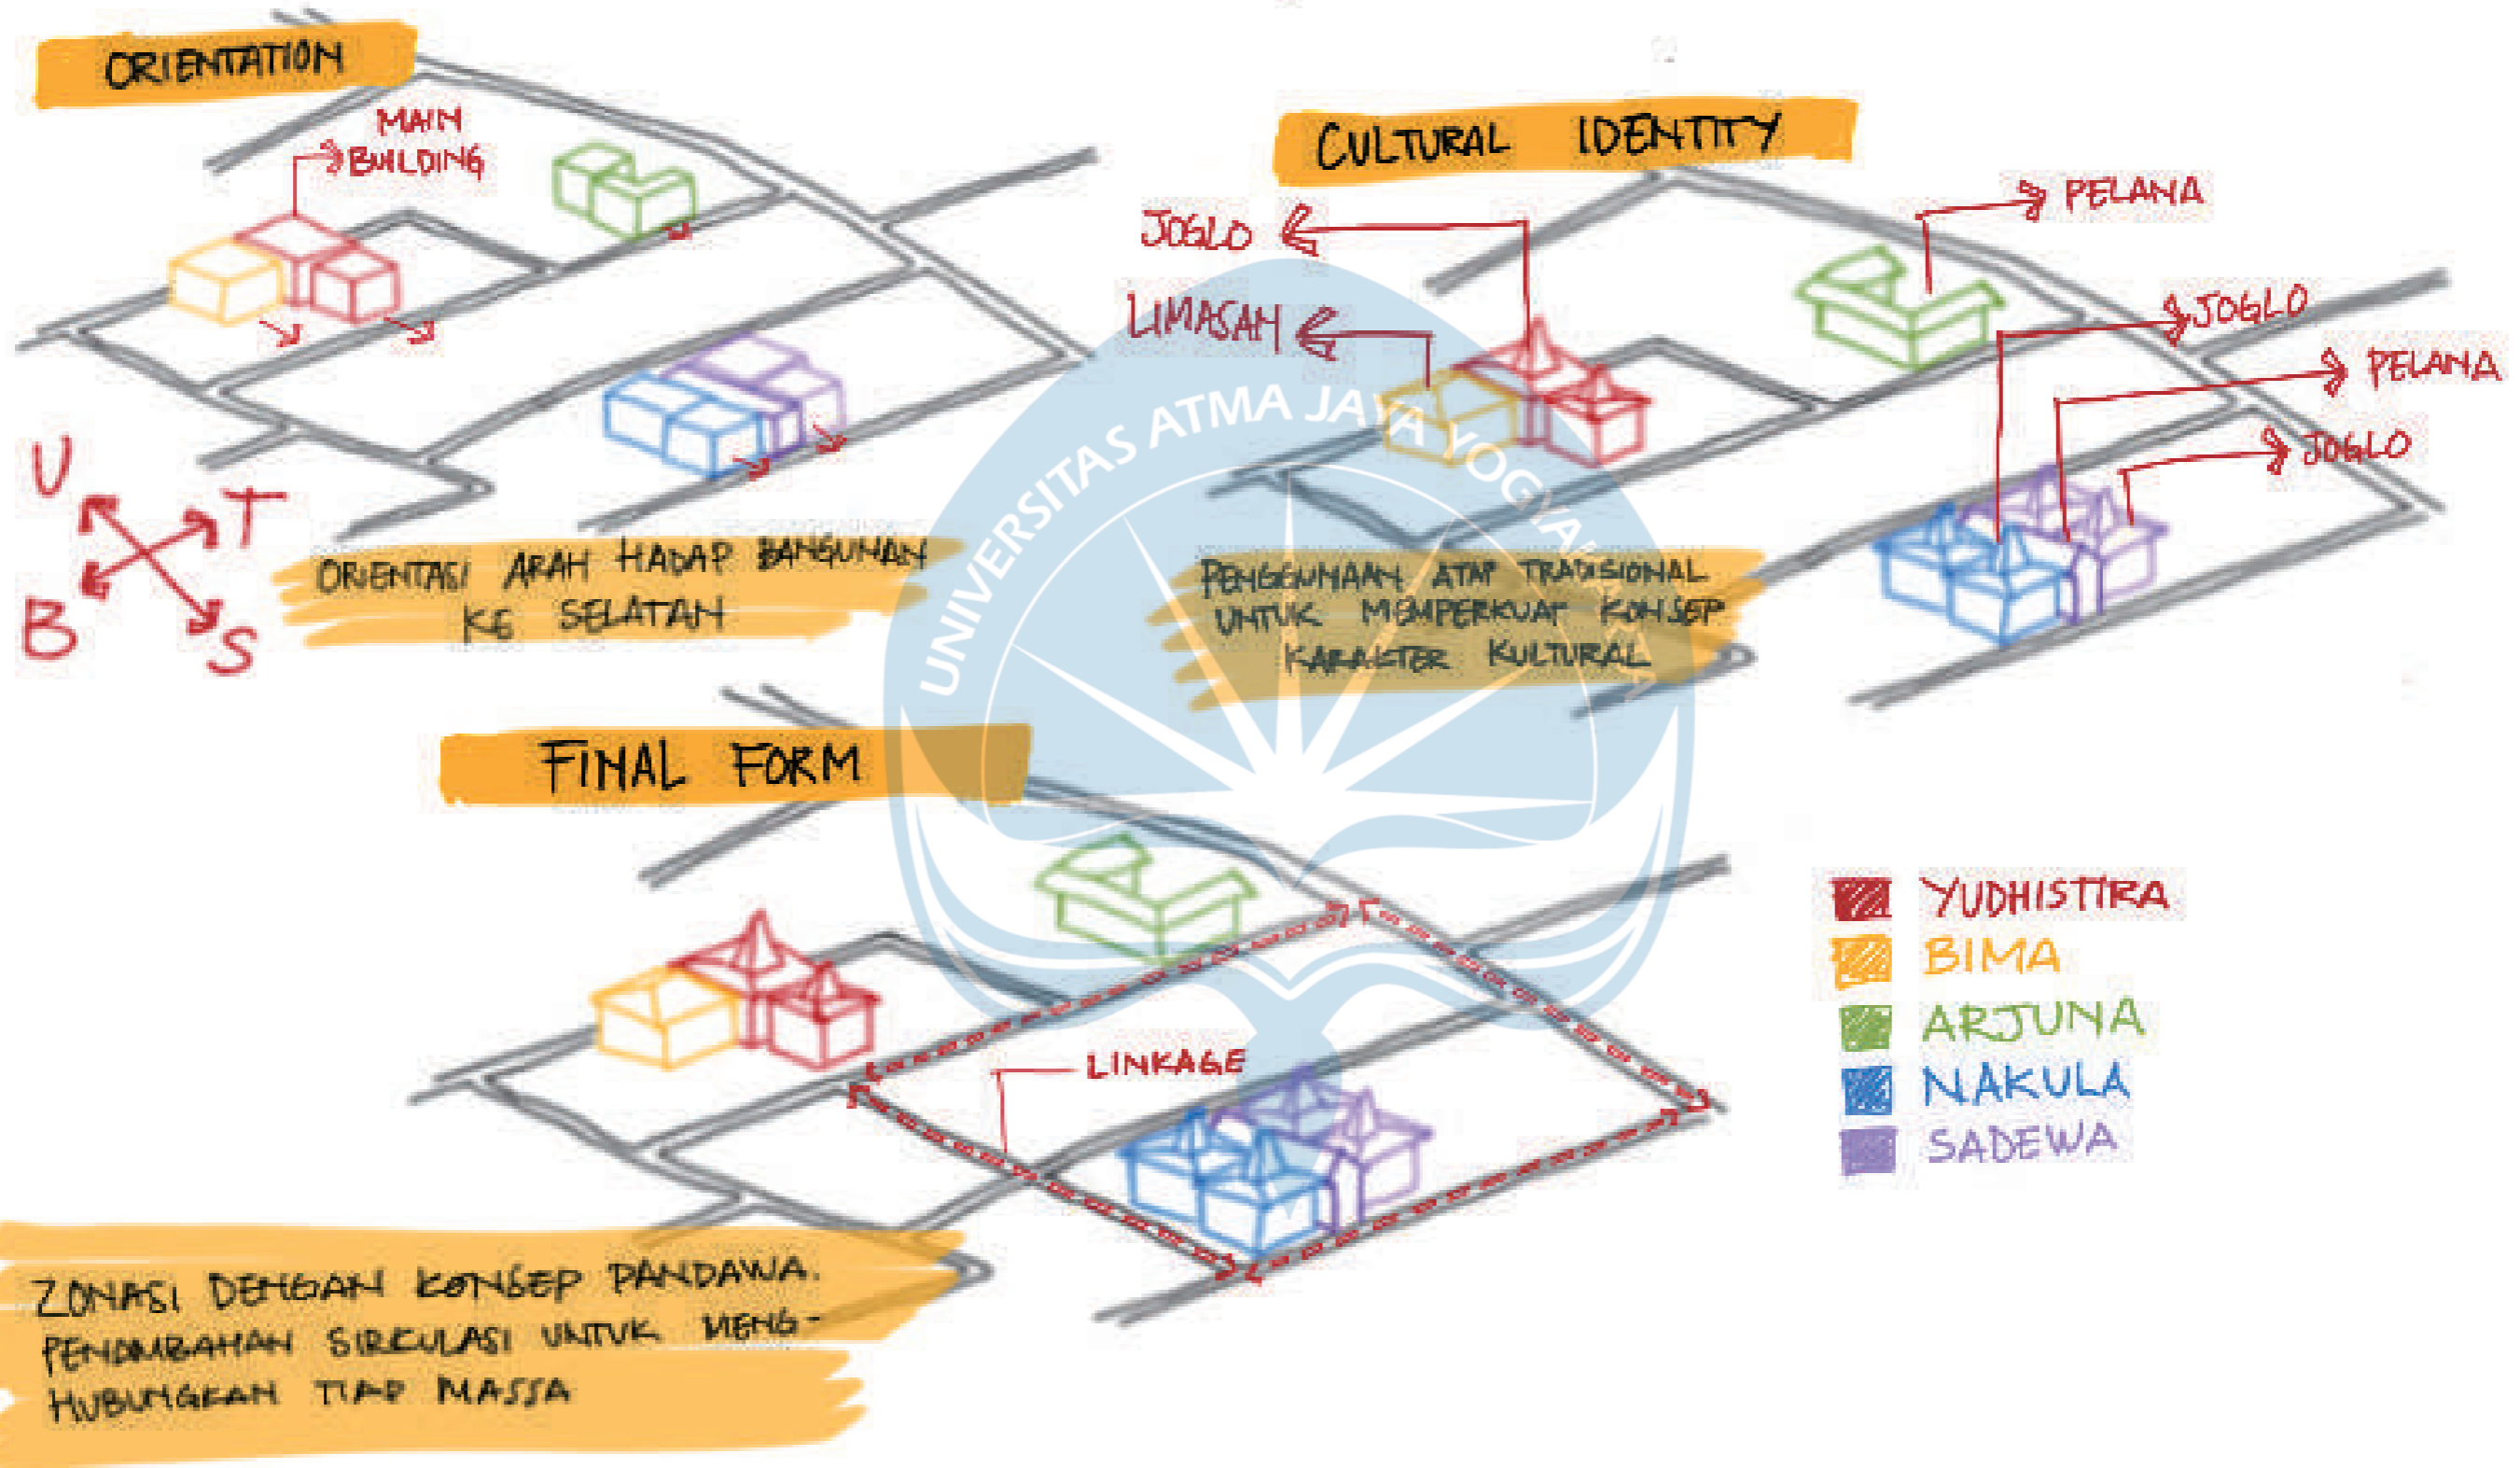 ORIENTATION
MAIN
BUILDING
U
T
B
S
ORIENTASI ARAH HADAP BANGUNAN
KE SELATAN
CULTURAL IDENTITY
JOGLO
LIMASAN
PELANA
JOGLO
PELANA
JOGLO
PENGGUNAAN ATAP TRADISIONAL
UNTUK MEMPERKUAT KONSEP
KARAKTER KULTURAL
UNIVERSITAS ATMA JAYA YOGYAKARTA
FINAL FORM
LINKAGE
YUDHISTIRA
BIMA
ARJUNA
NAKULA
SADEWA
ZONASI DENGAN KONSEP PANDAWA.
PENAMBAHAN SIRKULASI UNTUK MENG-
HUBUNGKAN TIAP MASSA